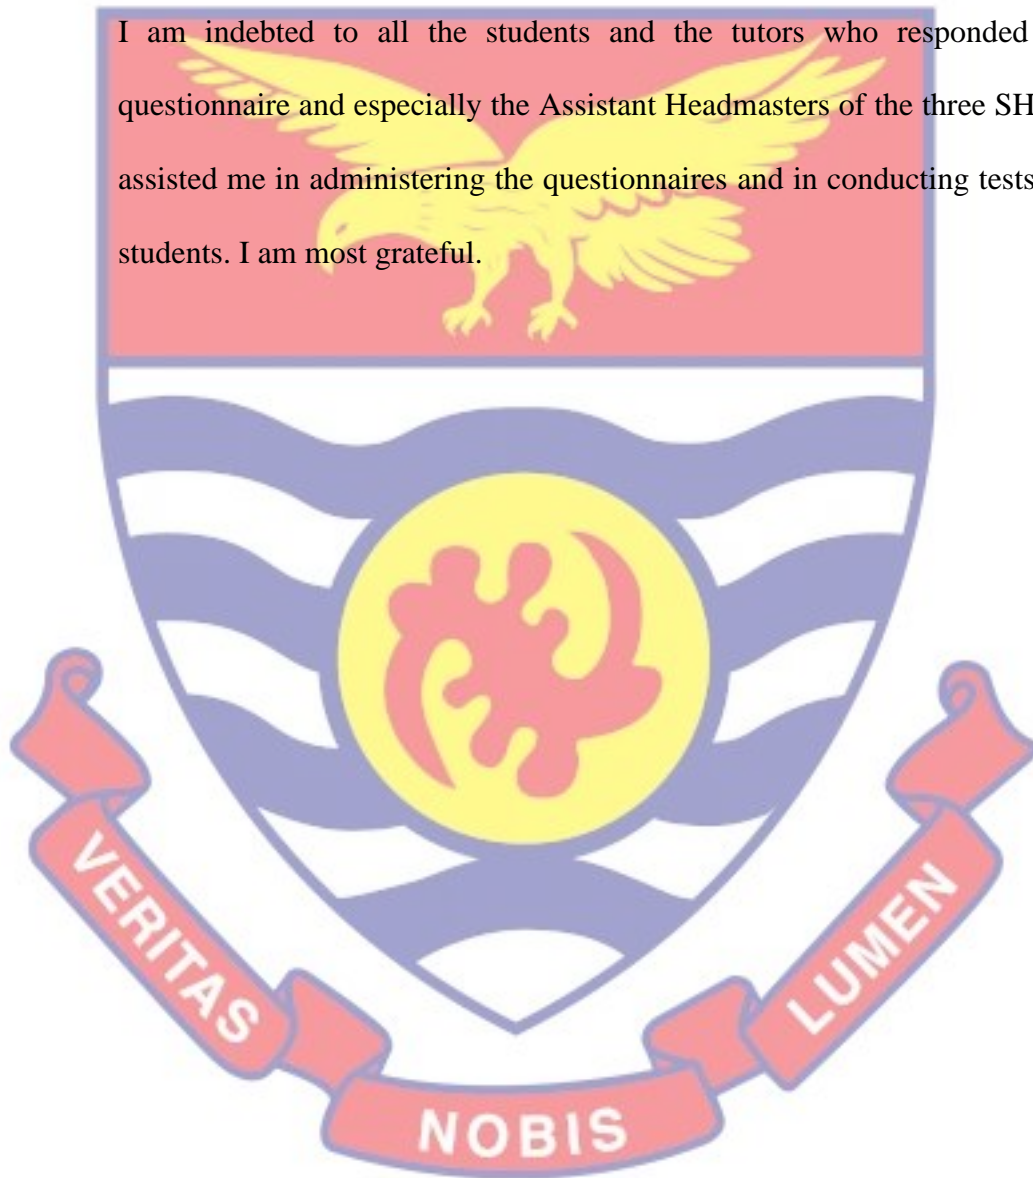 I am indebted to all the students and the tutors who responded
questionnaire and especially the Assistant Headmasters of the three SH
assisted me in administering the questionnaires and in conducting tests
students. I am most grateful.
VERITAS
NOBIS
LUMEN